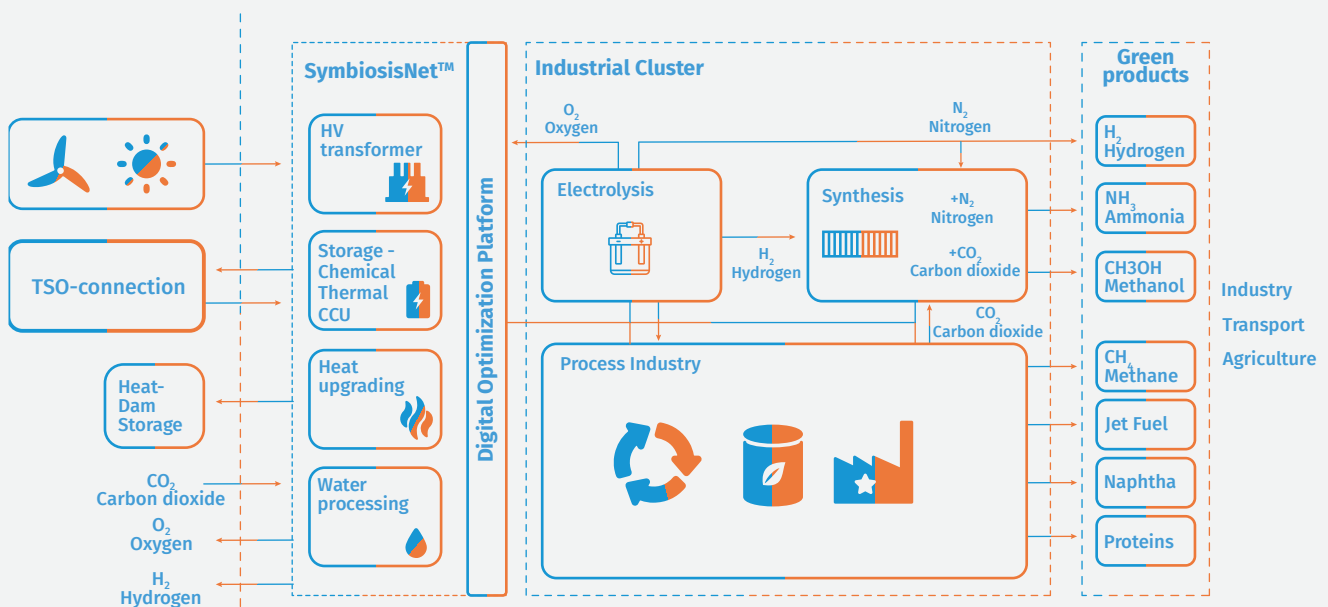 TSO-connection
Heat-
Dam
Storage
CO2
Carbon dioxide
O2
Oxygen
H2
Hydrogen
SymbiosisNet™
HV
transformer
Storage -
Chemical
Thermal
CCU
Heat
upgrading
Water
processing
Digital Optimization Platform
Industrial Cluster
O2
Oxygen
N2
Nitrogen
Electrolysis
H2
Hydrogen
Synthesis
+N2
Nitrogen
+CO2
Carbon dioxide
CO2
Carbon dioxide
Process Industry
Green
products
H2
Hydrogen
NH3
Ammonia
CH3OH
Methanol
CH4
Methane
Jet Fuel
Naphtha
Proteins
Industry
Transport
Agriculture